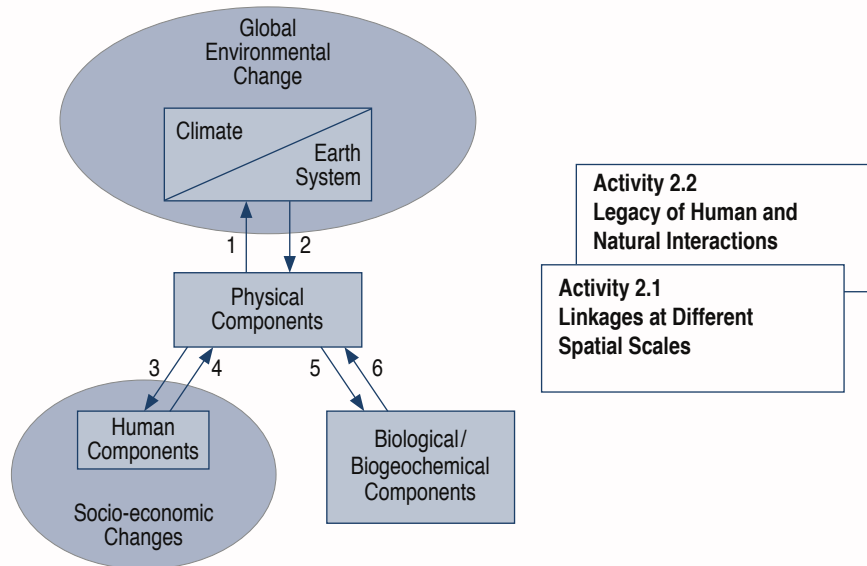 Global
Environmental
Change
Climate
Earth
System
1
2
Physical
Components
3
4
5
6
Human
Components
Socio-economic
Changes
Biological/
Biogeochemical
Components
Activity 2.2
Legacy of Human and
Natural Interactions
Activity 2.1
Linkages at Different
Spatial Scales